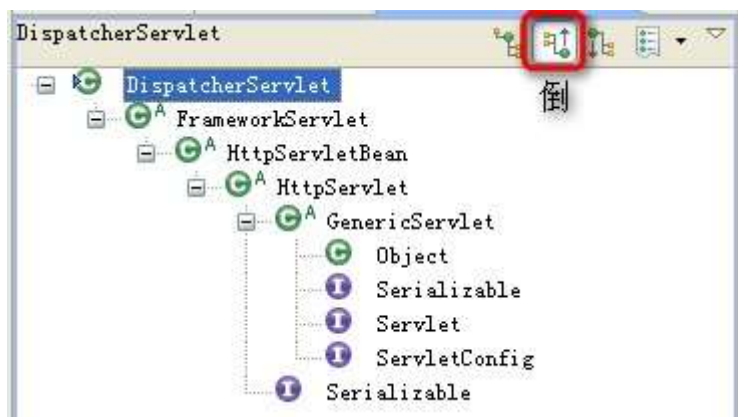 DispatcherServlet
倒
DispatcherServlet
A FrameworkServlet
A HttpServletBean
A HttpServlet
A GenericServlet
Object
I Serializable
I Servlet
I ServletConfig
I Serializable